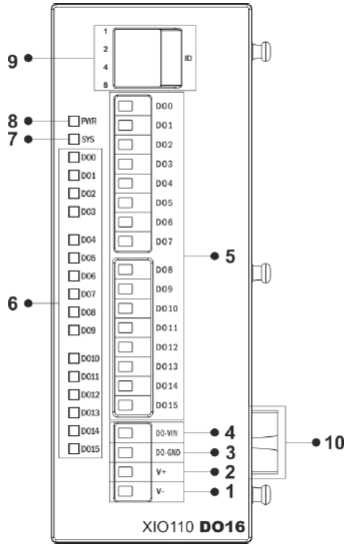 1
2
4
8
ID
9
8
PWR
7
SYS
DO0
DO1
DO2
DO3
DO4
DO5
DO6
DO7
DO8
DO9
DO10
DO11
DO12
DO13
DO14
DO15
6
DO0
DO1
DO2
DO3
DO4
DO5
DO6
DO7
DO8
DO9
DO10
DO11
DO12
DO13
DO14
DO15
5
DO-VIN
4
DO-GND
3
V+
2
V-
1
10
XIO110 DO16